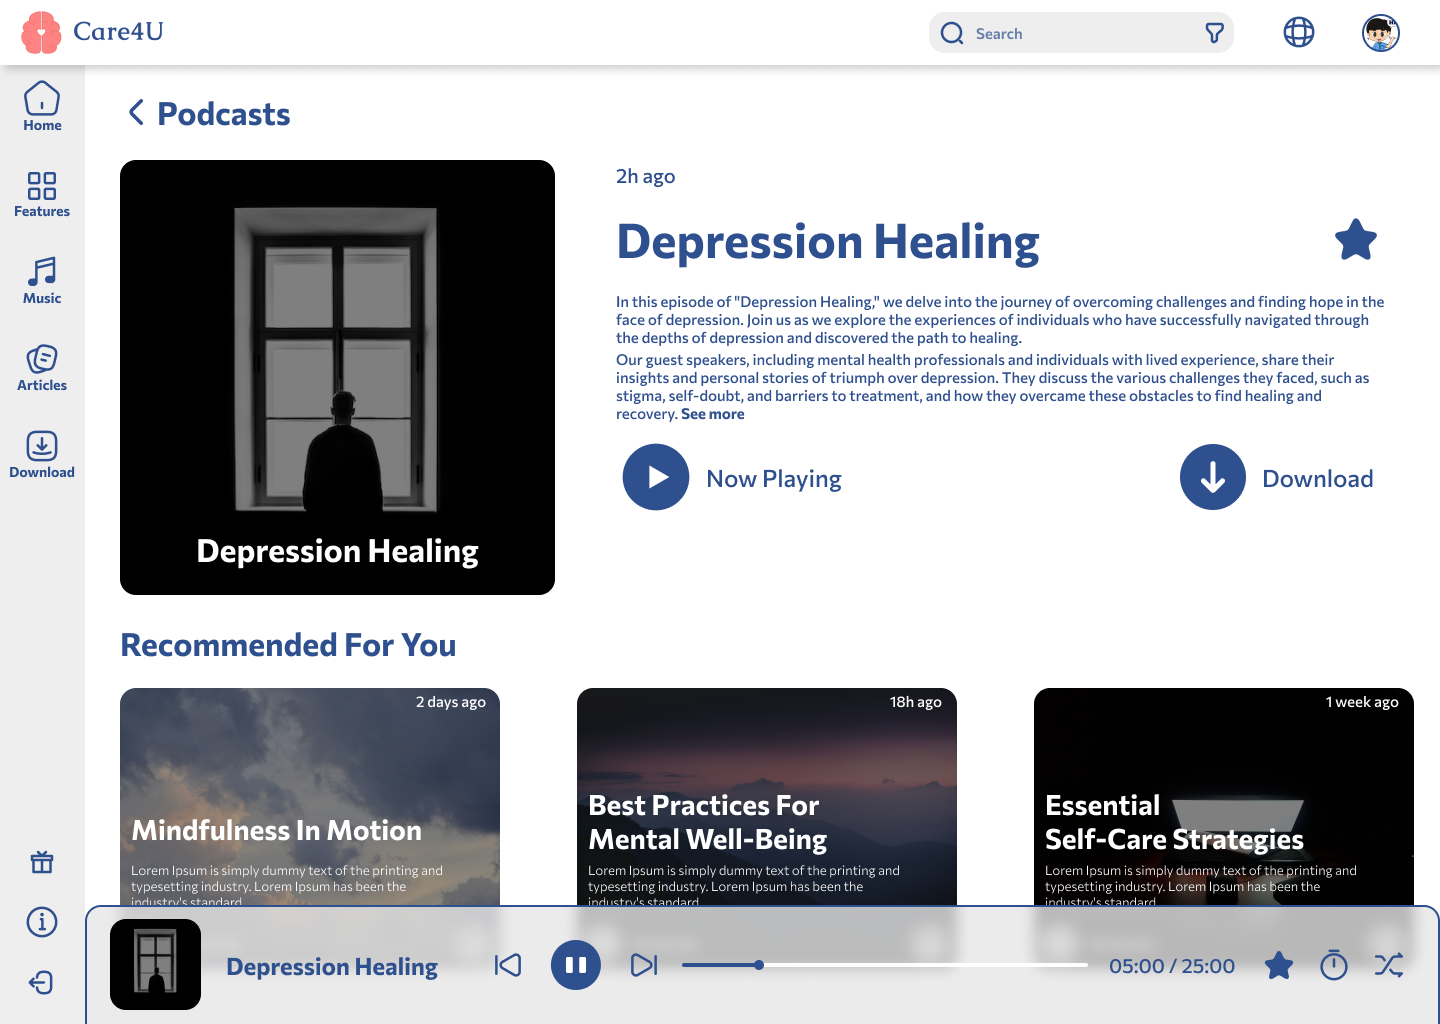 Care4U
Search
Home
Features
Music
Articles
Download
Podcasts
Depression Healing
2h ago
Depression Healing
In this episode of "Depression Healing," we delve into the journey of overcoming challenges and finding hope in the
face of depression. Join us as we explore the experiences of individuals who have successfully navigated through
the depths of depression and discovered the path to healing.
Our guest speakers, including mental health professionals and individuals with lived experience, share their
insights and personal stories of triumph over depression. They discuss the various challenges they faced, such as
stigma, self-doubt, and barriers to treatment, and how they overcame these obstacles to find healing and
recovery. See more
Now Playing
Download
Recommended For You
2 days ago
Mindfulness In Motion
Lorem Ipsum is simply dummy text of the printing and
typesetting industry. Lorem Ipsum has been the
industry's standard
18h ago
Best Practices For
Mental Well-Being
Lorem Ipsum is simply dummy text of the printing and
typesetting industry. Lorem Ipsum has been the
industry's standard
1 week ago
Essential
Self-Care Strategies
Lorem Ipsum is simply dummy text of the printing and
typesetting industry. Lorem Ipsum has been the
industry's standard
Depression Healing
05:00 / 25:00